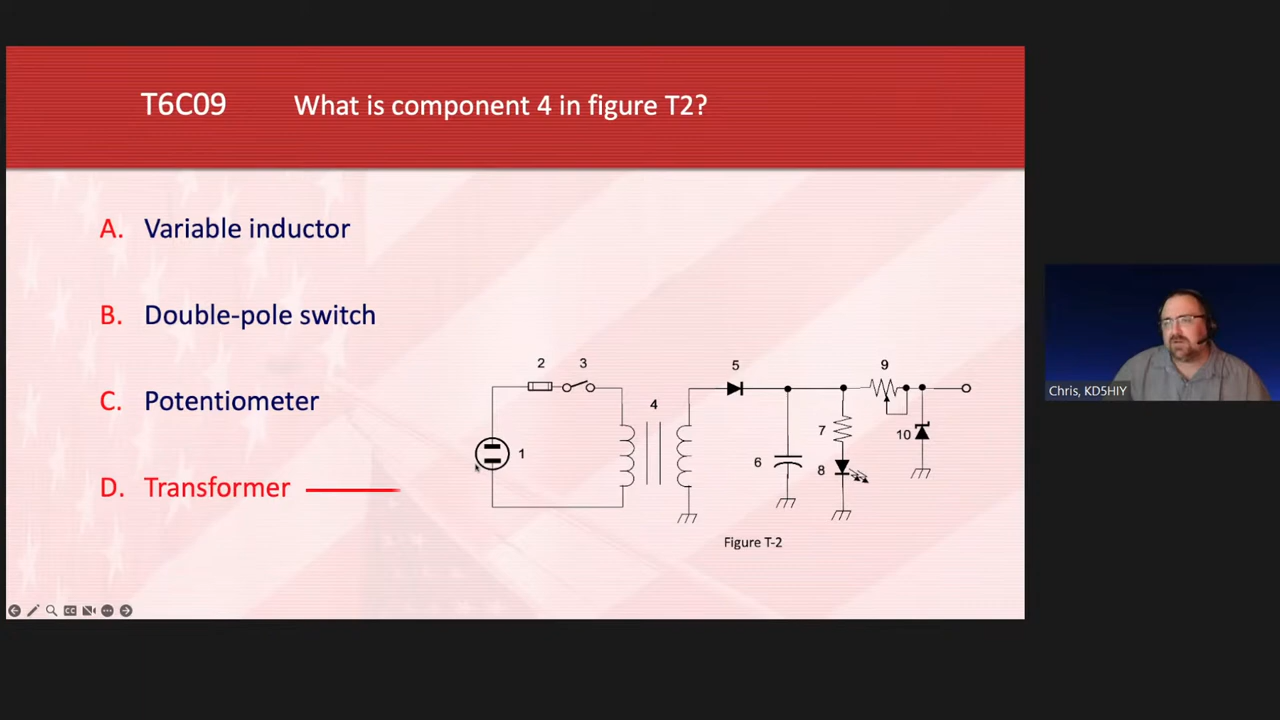 T6C09 What is component 4 in figure T2?
A. Variable inductor
B. Double-pole switch
C. Potentiometer
D. Transformer
2 3 5 9
4
7
10
1
6
8
Figure T-2
Chris, KD5HIY
CC